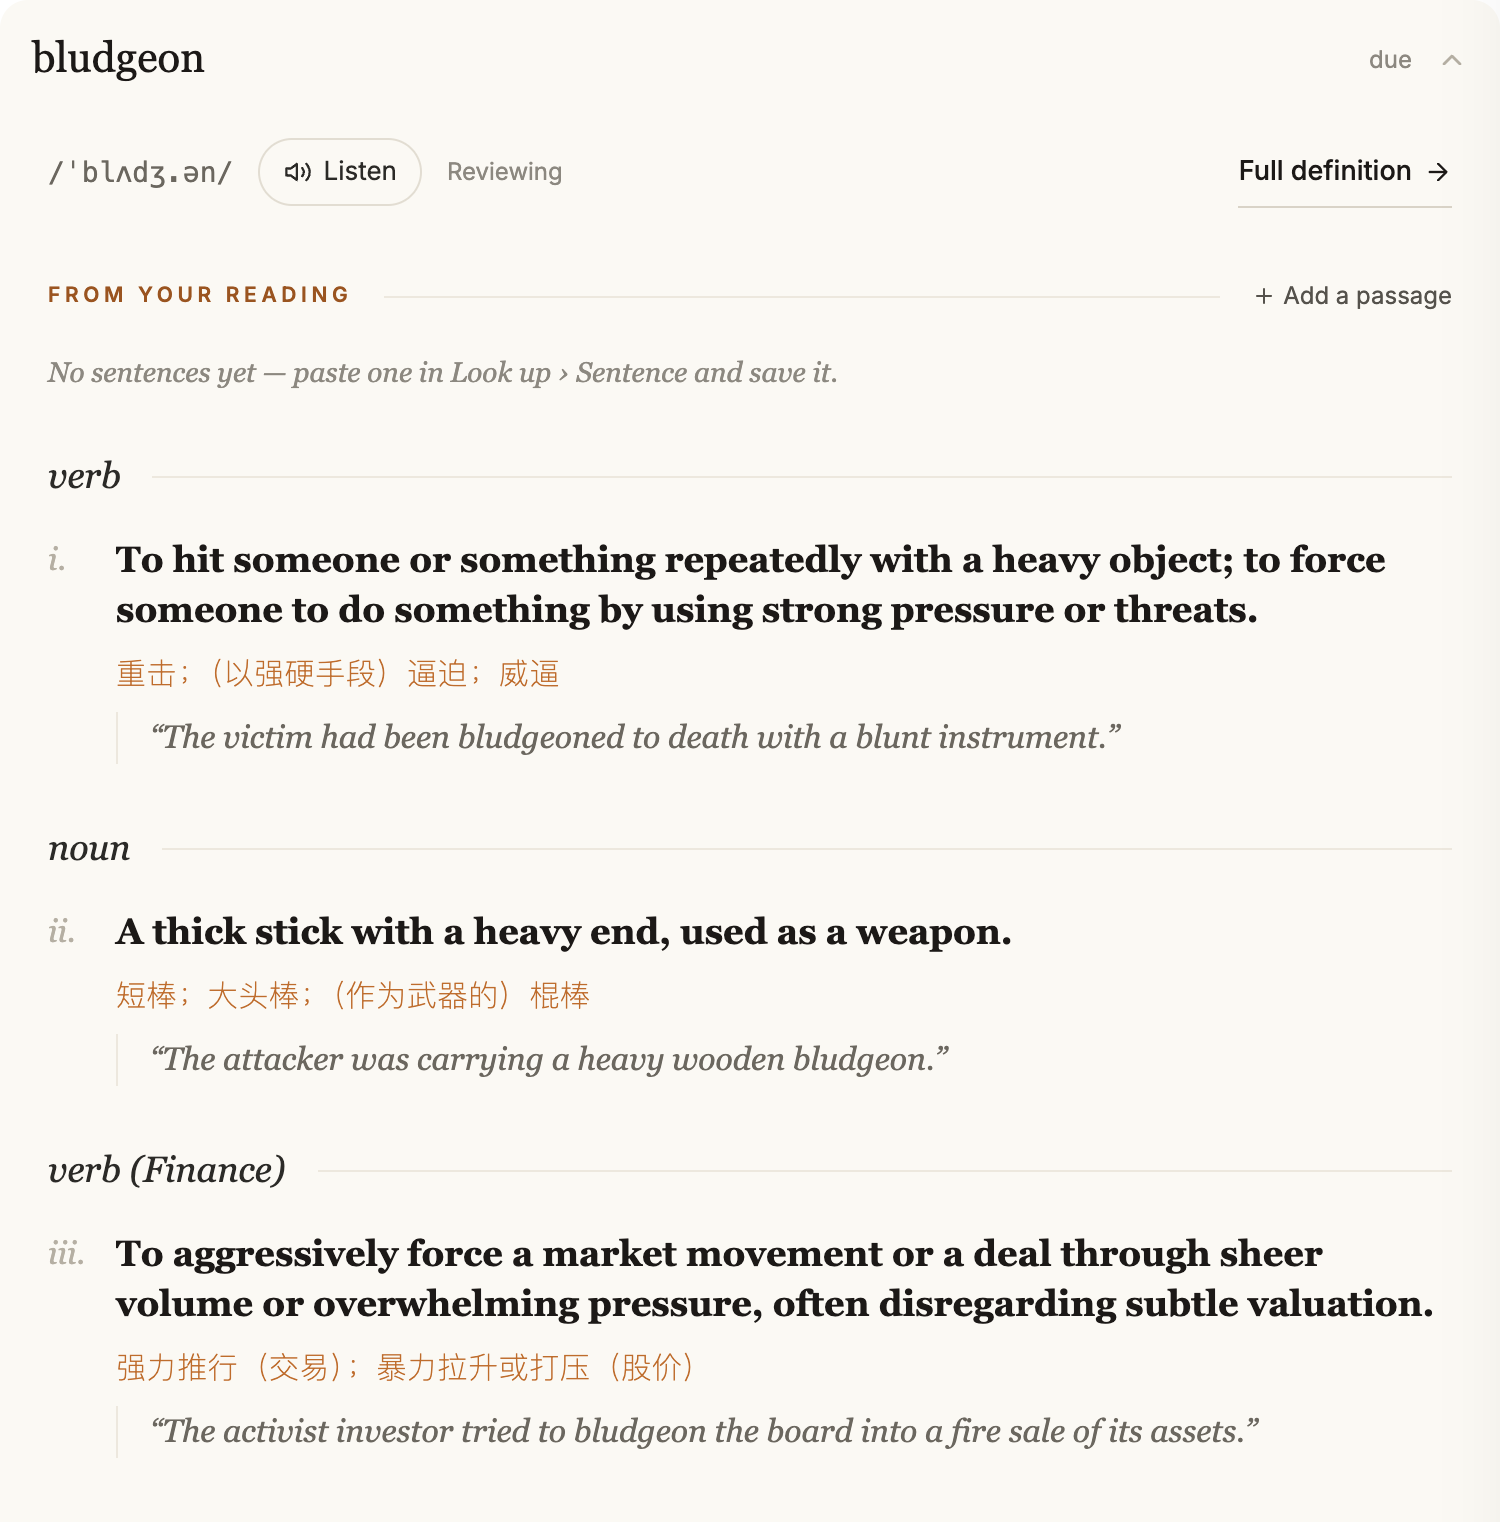 bludgeon
due
/ˈblʌdʒ.ən/
Listen
Reviewing
Full definition →
FROM YOUR READING
+ Add a passage
No sentences yet — paste one in Look up › Sentence and save it.
verb
i.
To hit someone or something repeatedly with a heavy object; to force
someone to do something by using strong pressure or threats.
重击；（以强硬手段）逼迫；威逼
“The victim had been bludgeoned to death with a blunt instrument.”
noun
ii.
A thick stick with a heavy end, used as a weapon.
短棒；大头棒；（作为武器的）棍棒
“The attacker was carrying a heavy wooden bludgeon.”
verb (Finance)
iii.
To aggressively force a market movement or a deal through sheer
volume or overwhelming pressure, often disregarding subtle valuation.
强力推行（交易）；暴力拉升或打压（股价）
“The activist investor tried to bludgeon the board into a fire sale of its assets.”